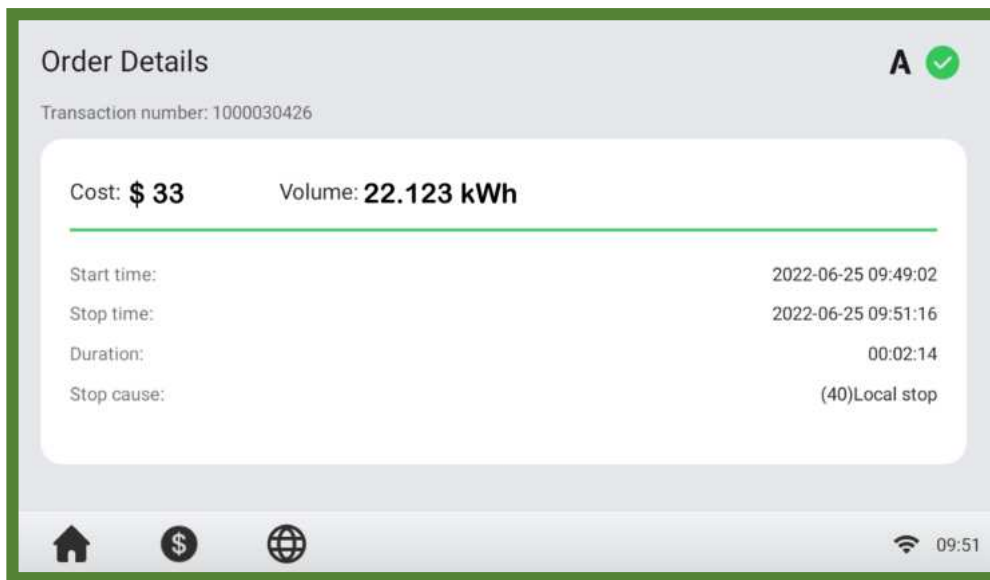 Order Details
A
Transaction number: 1000030426
Cost: $ 33 Volume: 22.123 kWh
Start time: 2022-06-25 09:49:02
Stop time: 2022-06-25 09:51:16
Duration: 00:02:14
Stop cause: (40)Local stop
$
09:51